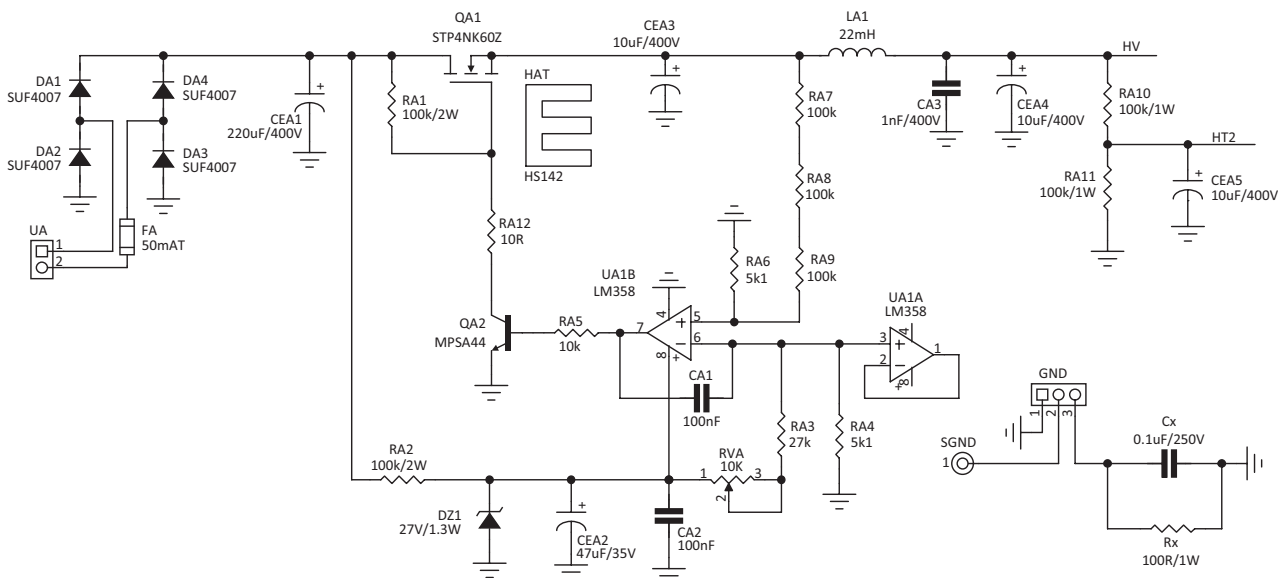 QA1
STP4NK60Z
CEA3
10uF/400V
LA1
22mH
HV
DA1
SUF4007
DA4
SUF4007
CEA1
220uF/400V
RA1
100k/2W
HAT
HS142
RA7
100k
CA3
1nF/400V
CEA4
10uF/400V
RA10
100k/1W
HT2
DA2
SUF4007
DA3
SUF4007
RA8
100k
RA11
100k/1W
CEA5
10uF/400V
UA
1
2
FA
50mAT
RA12
10R
RA6
5k1
RA9
100k
UA1B
LM358
4
5
6
7
8
+
−
+
UA1A
LM358
3
2
4
1
8
+
−
+
QA2
MPSA44
RA5
10k
CA1
100nF
RA3
27k
RA4
5k1
GND
1
2
3
SGND
1
Cx
0.1uF/250V
Rx
100R/1W
RA2
100k/2W
RVA
10K
1
3
2
DZ1
27V/1.3W
CEA2
47uF/35V
CA2
100nF
+
+
+
+
+